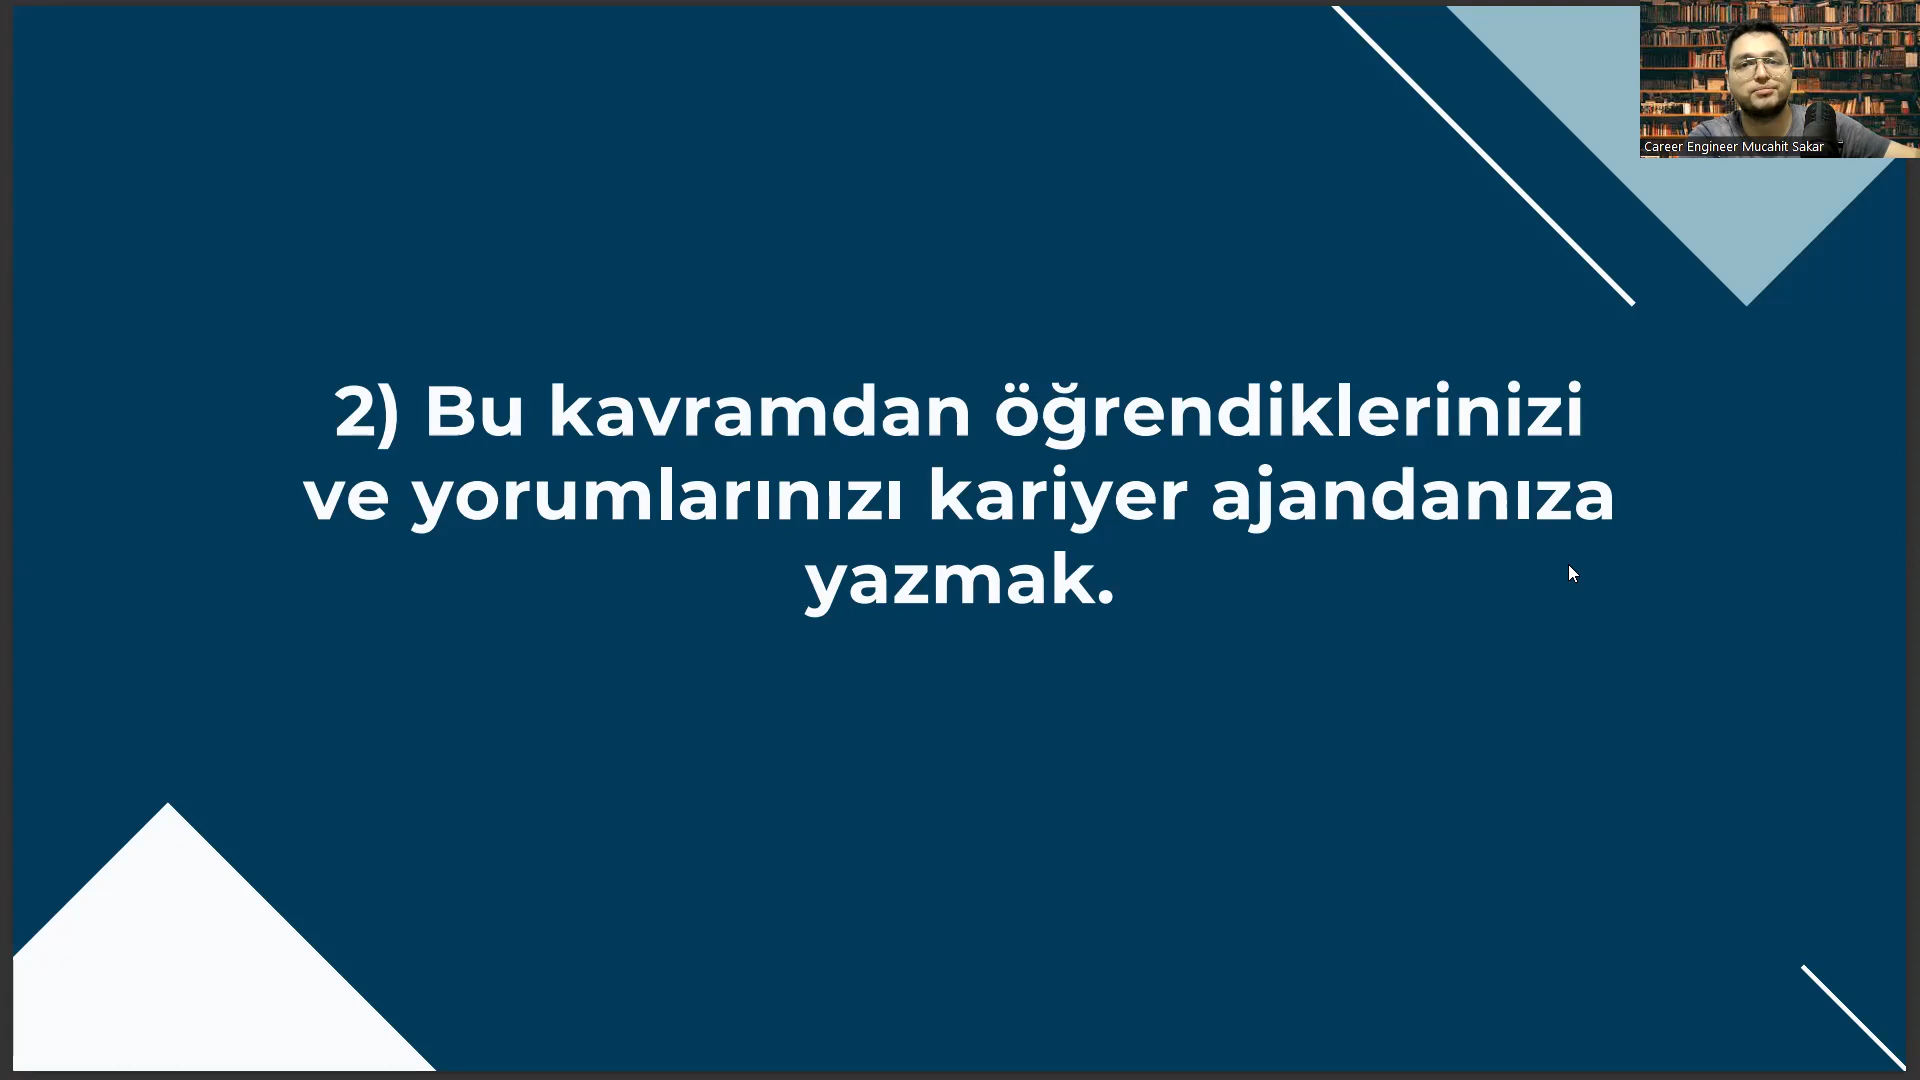 Career Engineer Mucahit Sakar
2) Bu kavramdan öğrendiklerinizi
ve yorumlarınızı kariyer ajandanıza
yazmak.